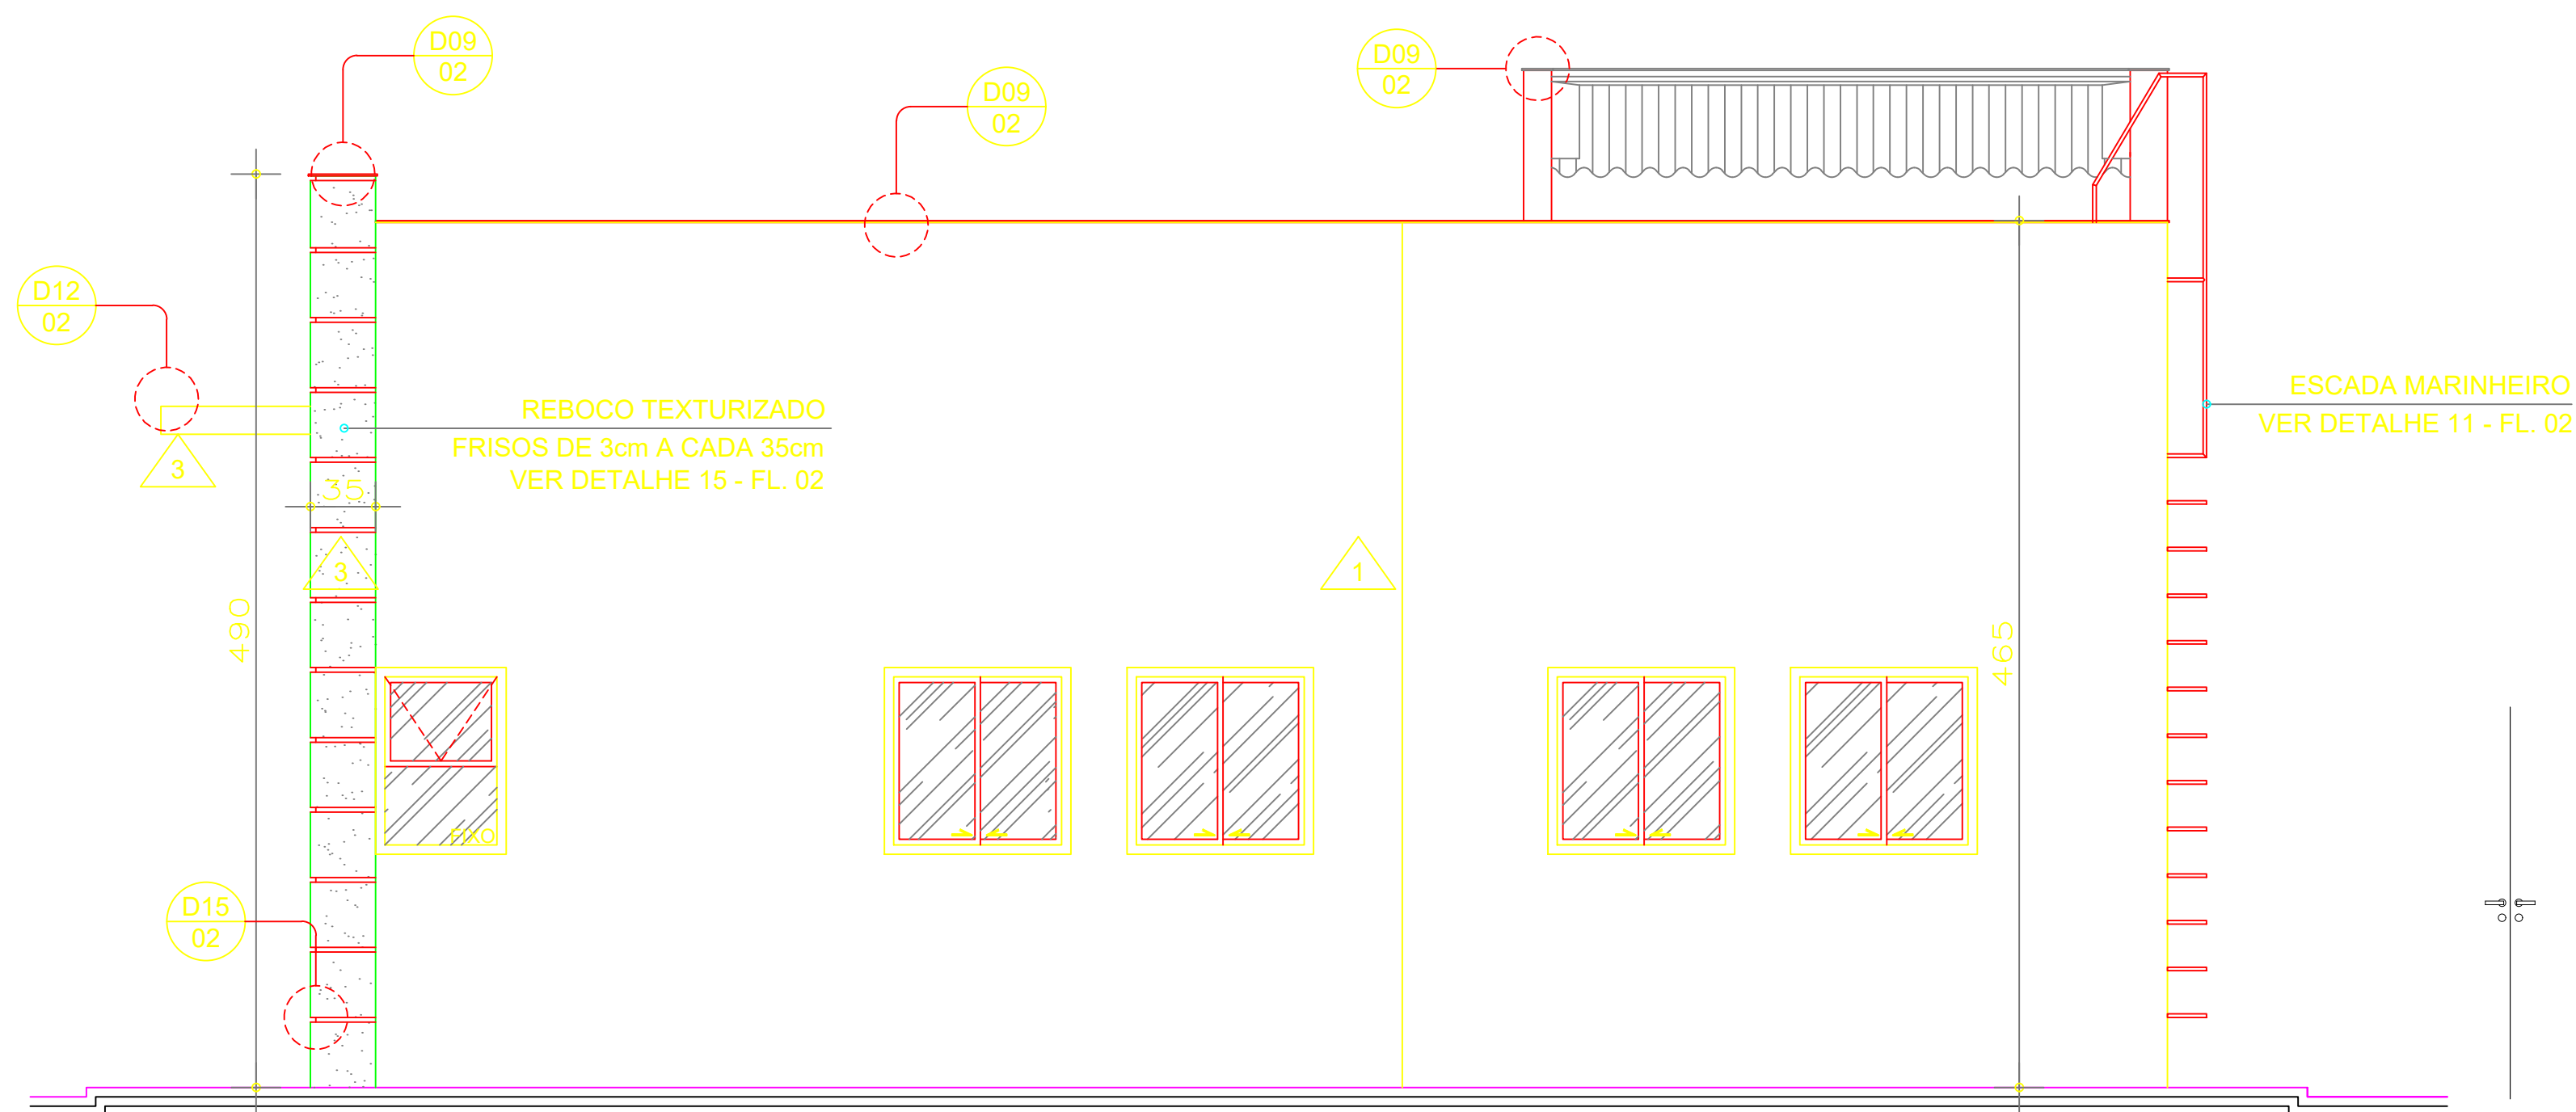 D09
02
D09
02
D09
02
D12
02
REBOCO TEXTURIZADO
FRISOS DE 3cm A CADA 35cm
VER DETALHE 15 - FL. 02
ESCADA MARINHEIRO
VER DETALHE 11 - FL. 02
3
35
3
1
490
465
FIXO
D15
02